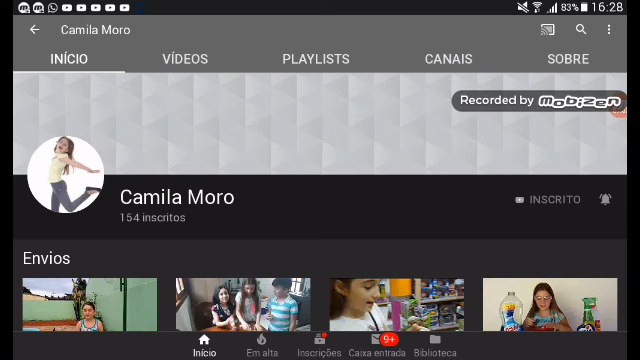 83% 16:28
Camila Moro
INÍCIO VÍDEOS PLAYLISTS CANAIS SOBRE
Recorded by MOBIZEN
Camila Moro
154 inscritos
INSCRITO
Envios
9+
Início Em alta Inscrições Caixa entrada Biblioteca